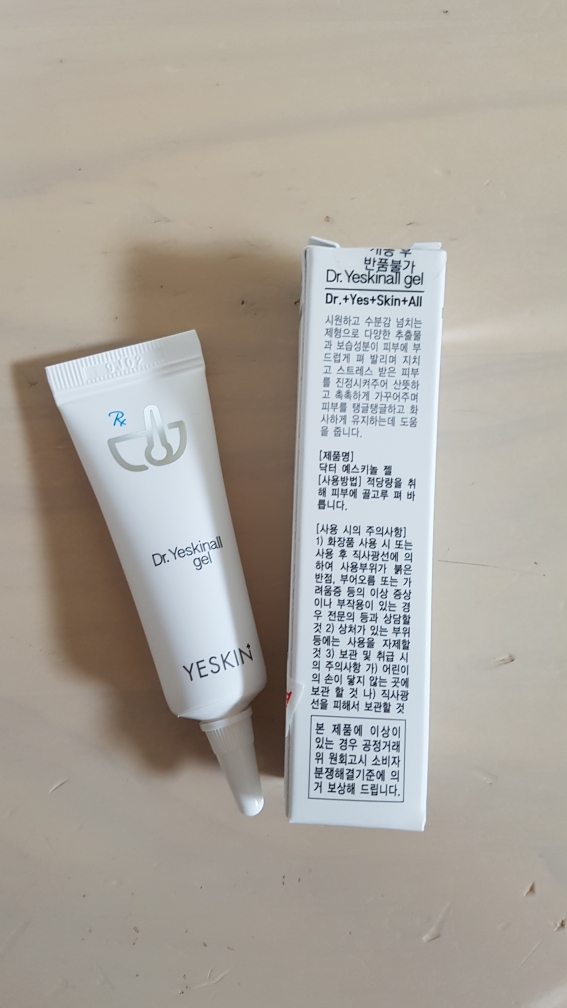 Rx
Dr. Yeskinall
gel
YESKIN
개봉 후
반품불가
Dr. Yeskinall gel
Dr.+Yes+Skin+All
시원하고 수분감 넘치는
제형으로 다양한 추출물
과 보습성분이 피부에 부
드럽게 펴 발리며 지치
고 스트레스 받은 피부
를 진정시켜주어 산뜻하
고 촉촉하게 가꾸어주며
피부를 탱글탱글하고 화
사하게 유지하는데 도움
을 줍니다.
[제품명]
닥터 예스키놀 젤
[사용방법] 적당량을 취
해 피부에 골고루 펴 바
릅니다.
[사용 시의 주의사항]
1) 화장품 사용 시 또는
사용 후 직사광선에 의
하여 사용부위가 붉은
반점, 부어오름 또는 가
려움증 등의 이상 증상
이나 부작용이 있는 경
우 전문의 등과 상담할
것 2) 상처가 있는 부위
등에는 사용을 자제할
것 3) 보관 및 취급 시
의 주의사항 가) 어린이
의 손이 닿지 않는 곳에
보관 할 것 나) 직사광
선을 피해서 보관할 것
본 제품에 이상이
있는 경우 공정거래
위 원회고시 소비자
분쟁해결기준에 의
거 보상해 드립니다.